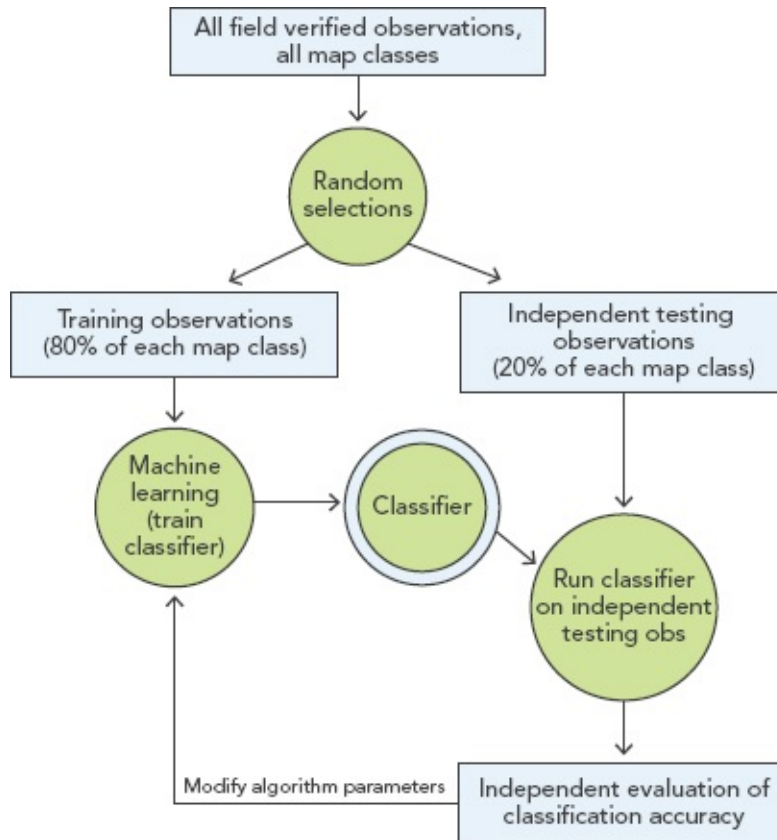 All field verified observations,
all map classes
Random
selections
Training observations
(80% of each map class)
Independent testing
observations
(20% of each map class)
Machine
learning
(train
classifier)
Classifier
Run classifier
on independent
testing obs
Modify algorithm parameters
Independent evaluation of
classification accuracy